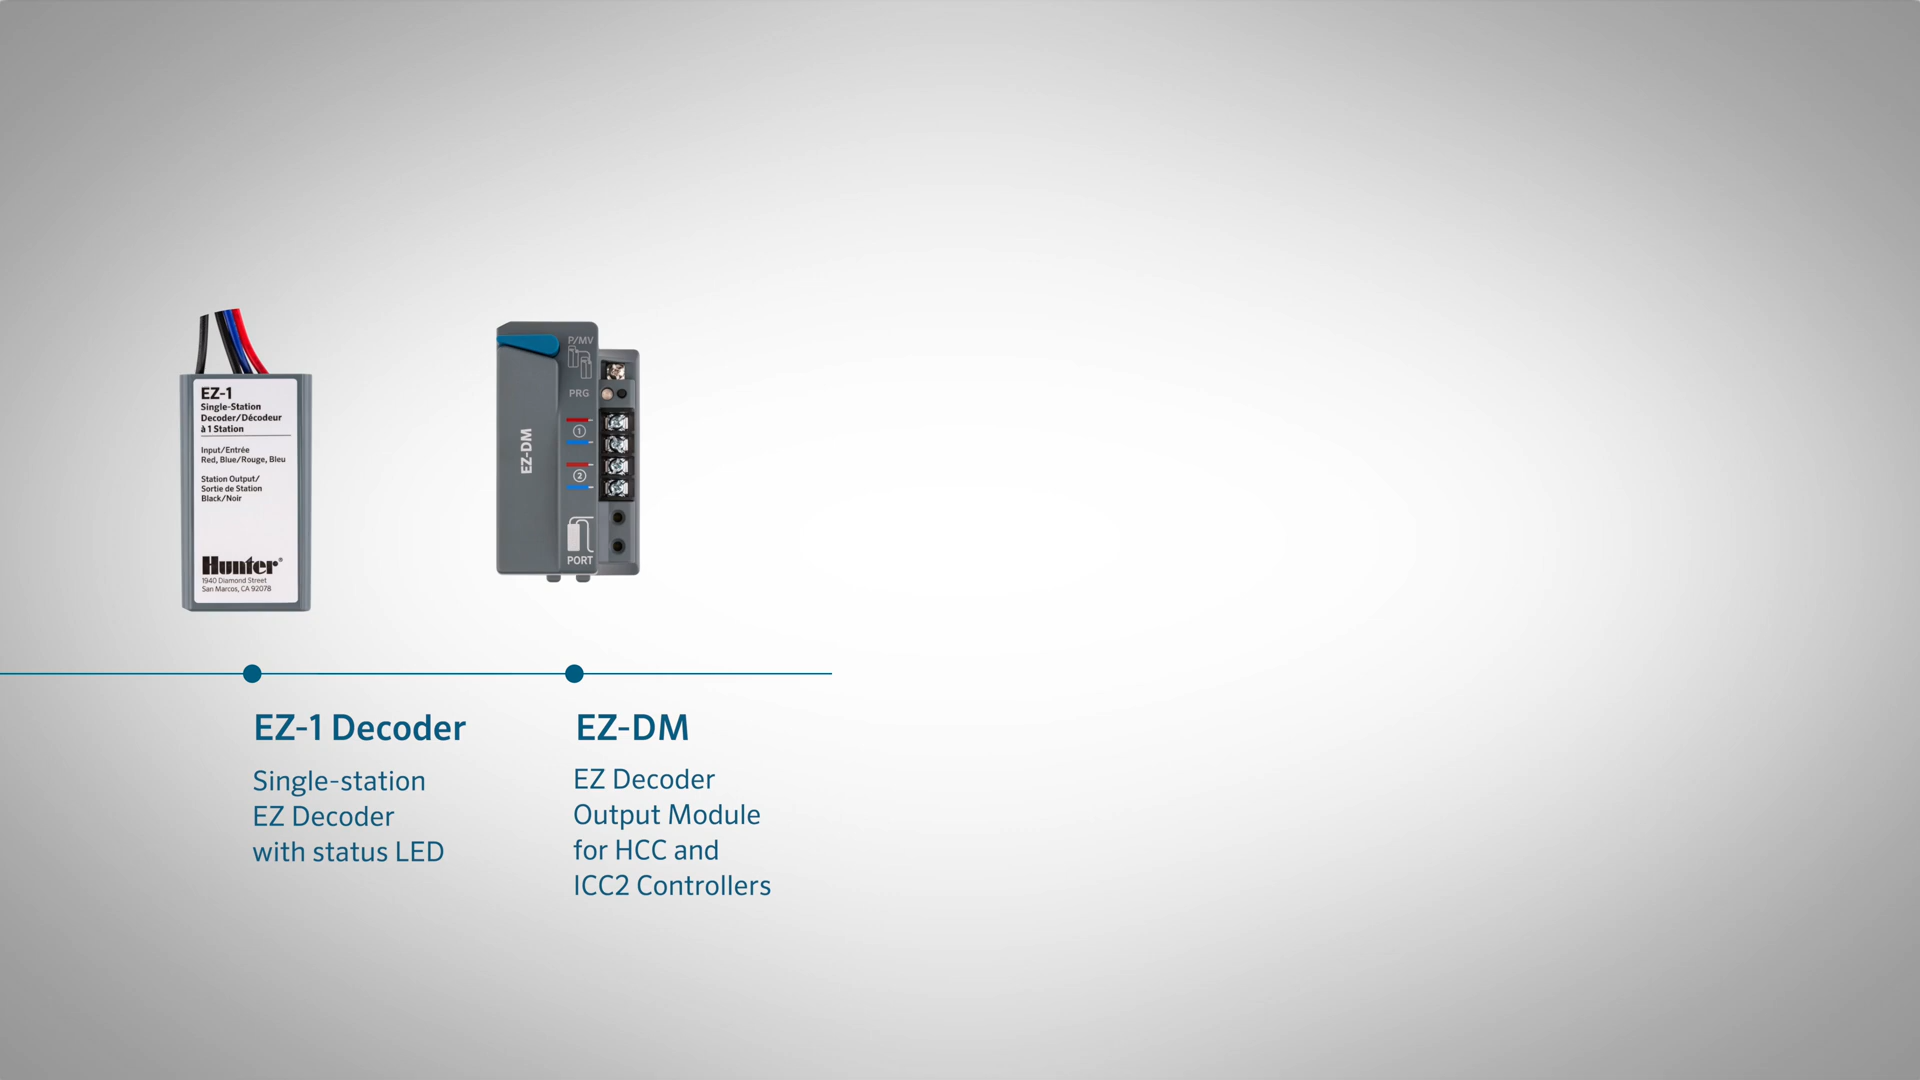 EZ-1
Single-Station
Decoder/Décodeur
à 1 Station
Input/Entrée
Red, Blue/Rouge, Bleu
Station Output/
Sortie de Station
Black/Noir
Hunter®
1940 Diamond Street
San Marcos, CA 92078
P/MV
PRG
1
EZ-DM
2
PORT
EZ-1 Decoder
Single-station
EZ Decoder
with status LED
EZ-DM
EZ Decoder
Output Module
for HCC and
ICC2 Controllers